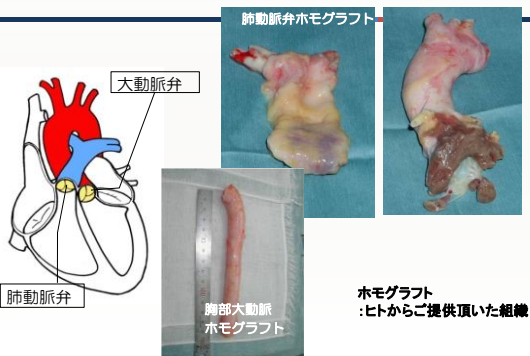 肺動脈弁ホモグラフト
大動脈弁
肺動脈弁
胸部大動脈
ホモグラフト
ホモグラフト
:ヒトからご提供頂いた組織